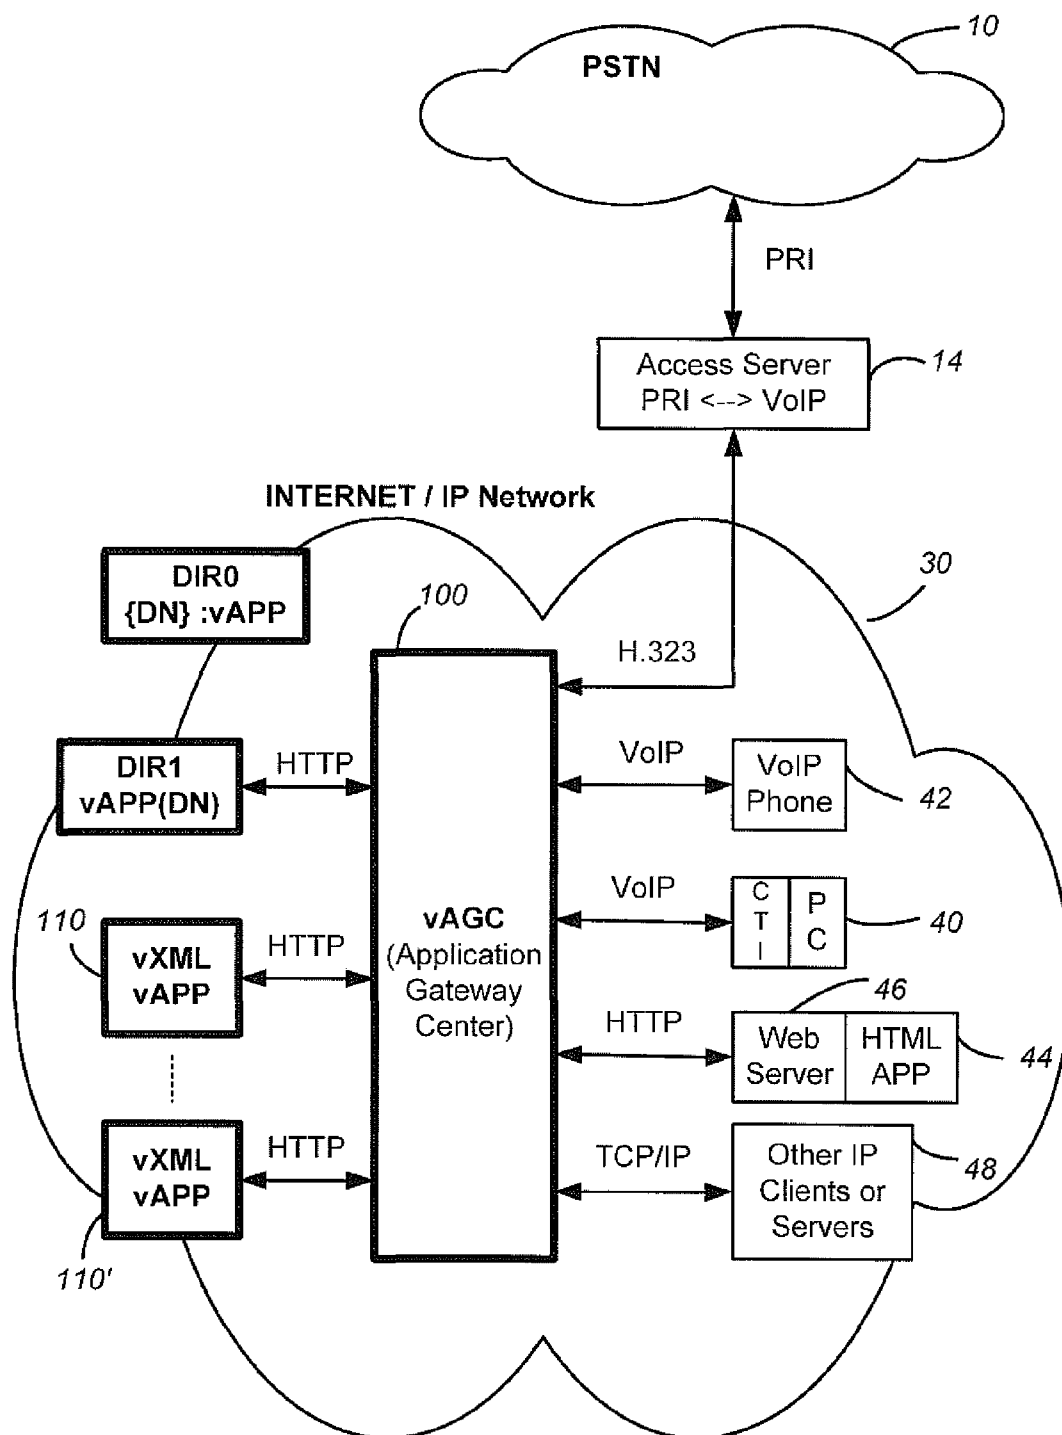 10
PSTN
PRI
Access Server
PRI <--> VoIP
14
INTERNET / IP Network
DIR0
{DN} :vAPP
100
30
H.323
DIR1
vAPP(DN)
HTTP
VoIP
VoIP
Phone
42
110
vXML
vAPP
HTTP
vAGC
(Application
Gateway
Center)
VoIP
C
T
I
P
C
40
46
HTTP
Web
Server
HTML
APP
44
vXML
vAPP
110'
HTTP
TCP/IP
Other IP
Clients or
Servers
48